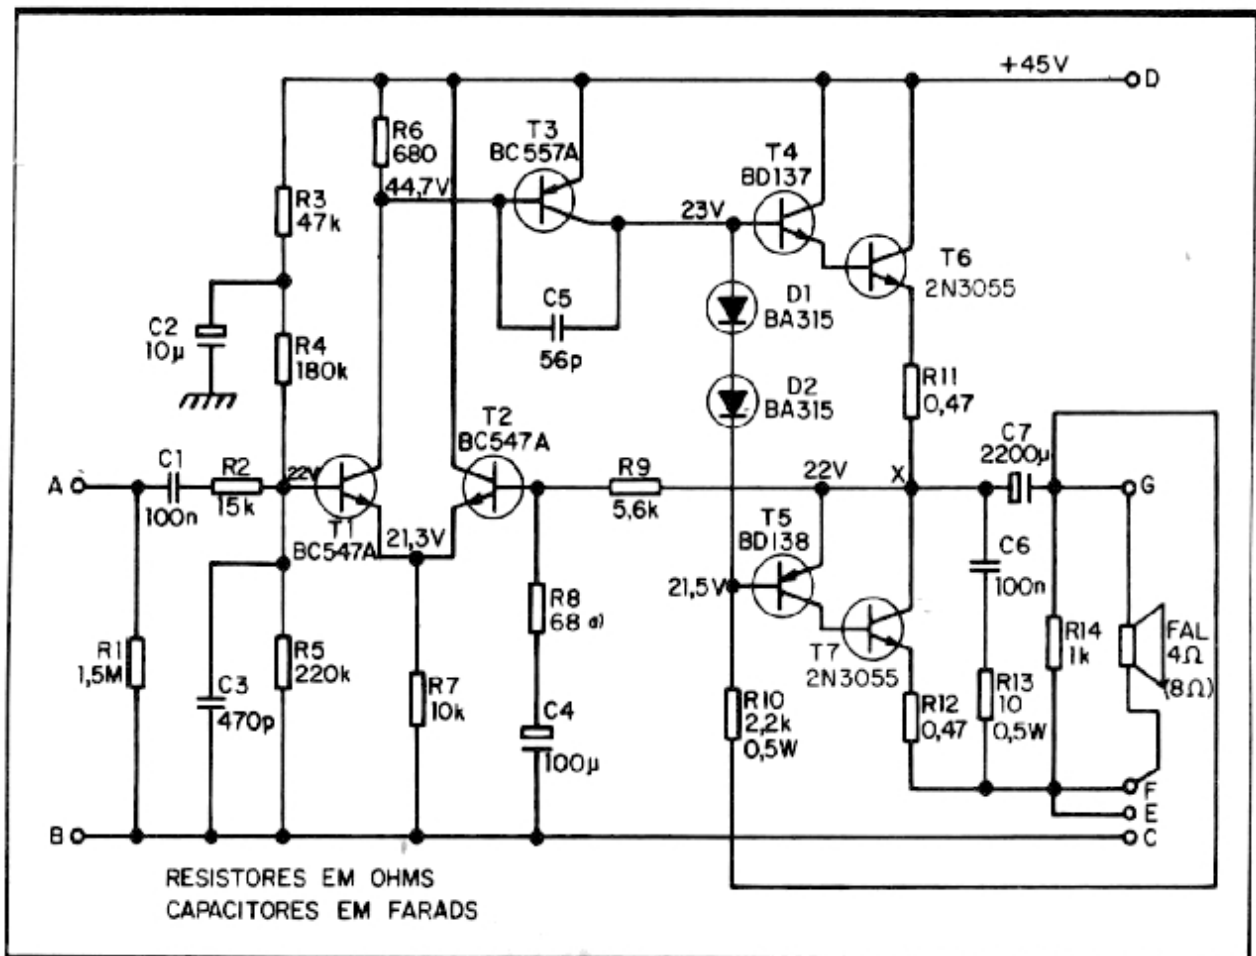 +45V
D
R6
680
T3
BC557A
T4
BD137
44,7V
23V
R3
47k
T6
2N3055
C5
56p
D1
BA315
C2
10µ
R4
180k
D2
BA315
R11
0,47
T2
BC547A
C7
2200µ
A
C1
100n
R2
15k
22V
T1
BC547A
R9
5,6k
22V
X
G
21,3V
T5
BD138
C6
100n
21,5V
R8
68 a)
R1
1,5M
R5
220k
C3
470p
R7
10k
C4
100µ
T7
2N3055
R14
1k
FAL
4Ω
(8Ω)
R10
2,2k
0,5W
R12
0,47
R13
10
0,5W
F
E
B
C
RESISTORES EM OHMS
CAPACITORES EM FARADS